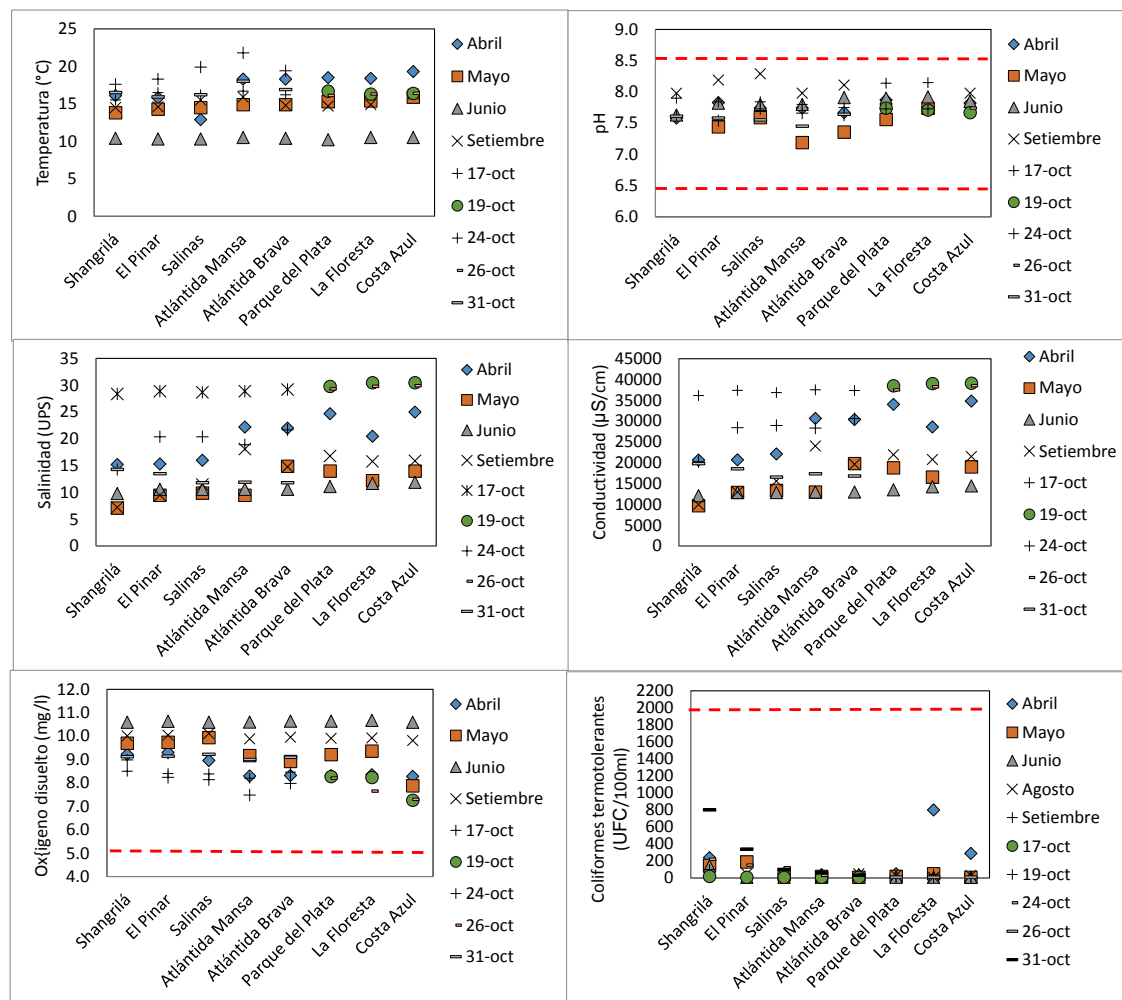 Temperatura (°C)
25
20
15
10
5
0
Shangrilá
El Pinar
Salinas
Atlántida Mansa
Atlántida Brava
Parque del Plata
La Floresta
Costa Azul
Abril
Mayo
Junio
Setiembre
17-oct
19-oct
24-oct
26-oct
31-oct
pH
9.0
8.5
8.0
7.5
7.0
6.5
6.0
Shangrilá
El Pinar
Salinas
Atlántida Mansa
Atlántida Brava
Parque del Plata
La Floresta
Costa Azul
Abril
Mayo
Junio
Setiembre
17-oct
19-oct
24-oct
26-oct
31-oct
Salinidad (UPS)
35
30
25
20
15
10
5
0
Shangrilá
El Pinar
Salinas
Atlántida Mansa
Atlántida Brava
Parque del Plata
La Floresta
Costa Azul
Abril
Mayo
Junio
Setiembre
17-oct
19-oct
24-oct
26-oct
31-oct
Conductividad (µS/cm)
45000
40000
35000
30000
25000
20000
15000
10000
5000
0
Shangrilá
El Pinar
Salinas
Atlántida Mansa
Atlántida Brava
Parque del Plata
La Floresta
Costa Azul
Abril
Mayo
Junio
Setiembre
17-oct
19-oct
24-oct
26-oct
31-oct
Oxígeno disuelto (mg/l)
12.0
11.0
10.0
9.0
8.0
7.0
6.0
5.0
4.0
Shangrilá
El Pinar
Salinas
Atlántida Mansa
Atlántida Brava
Parque del Plata
La Floresta
Costa Azul
Abril
Mayo
Junio
Setiembre
17-oct
19-oct
24-oct
26-oct
31-oct
Coliformes termotolerantes
(UFC/100ml)
2200
2000
1800
1600
1400
1200
1000
800
600
400
200
0
Shangrilá
El Pinar
Salinas
Atlántida Mansa
Atlántida Brava
Parque del Plata
La Floresta
Costa Azul
Abril
Mayo
Junio
Agosto
Setiembre
17-oct
19-oct
24-oct
26-oct
31-oct